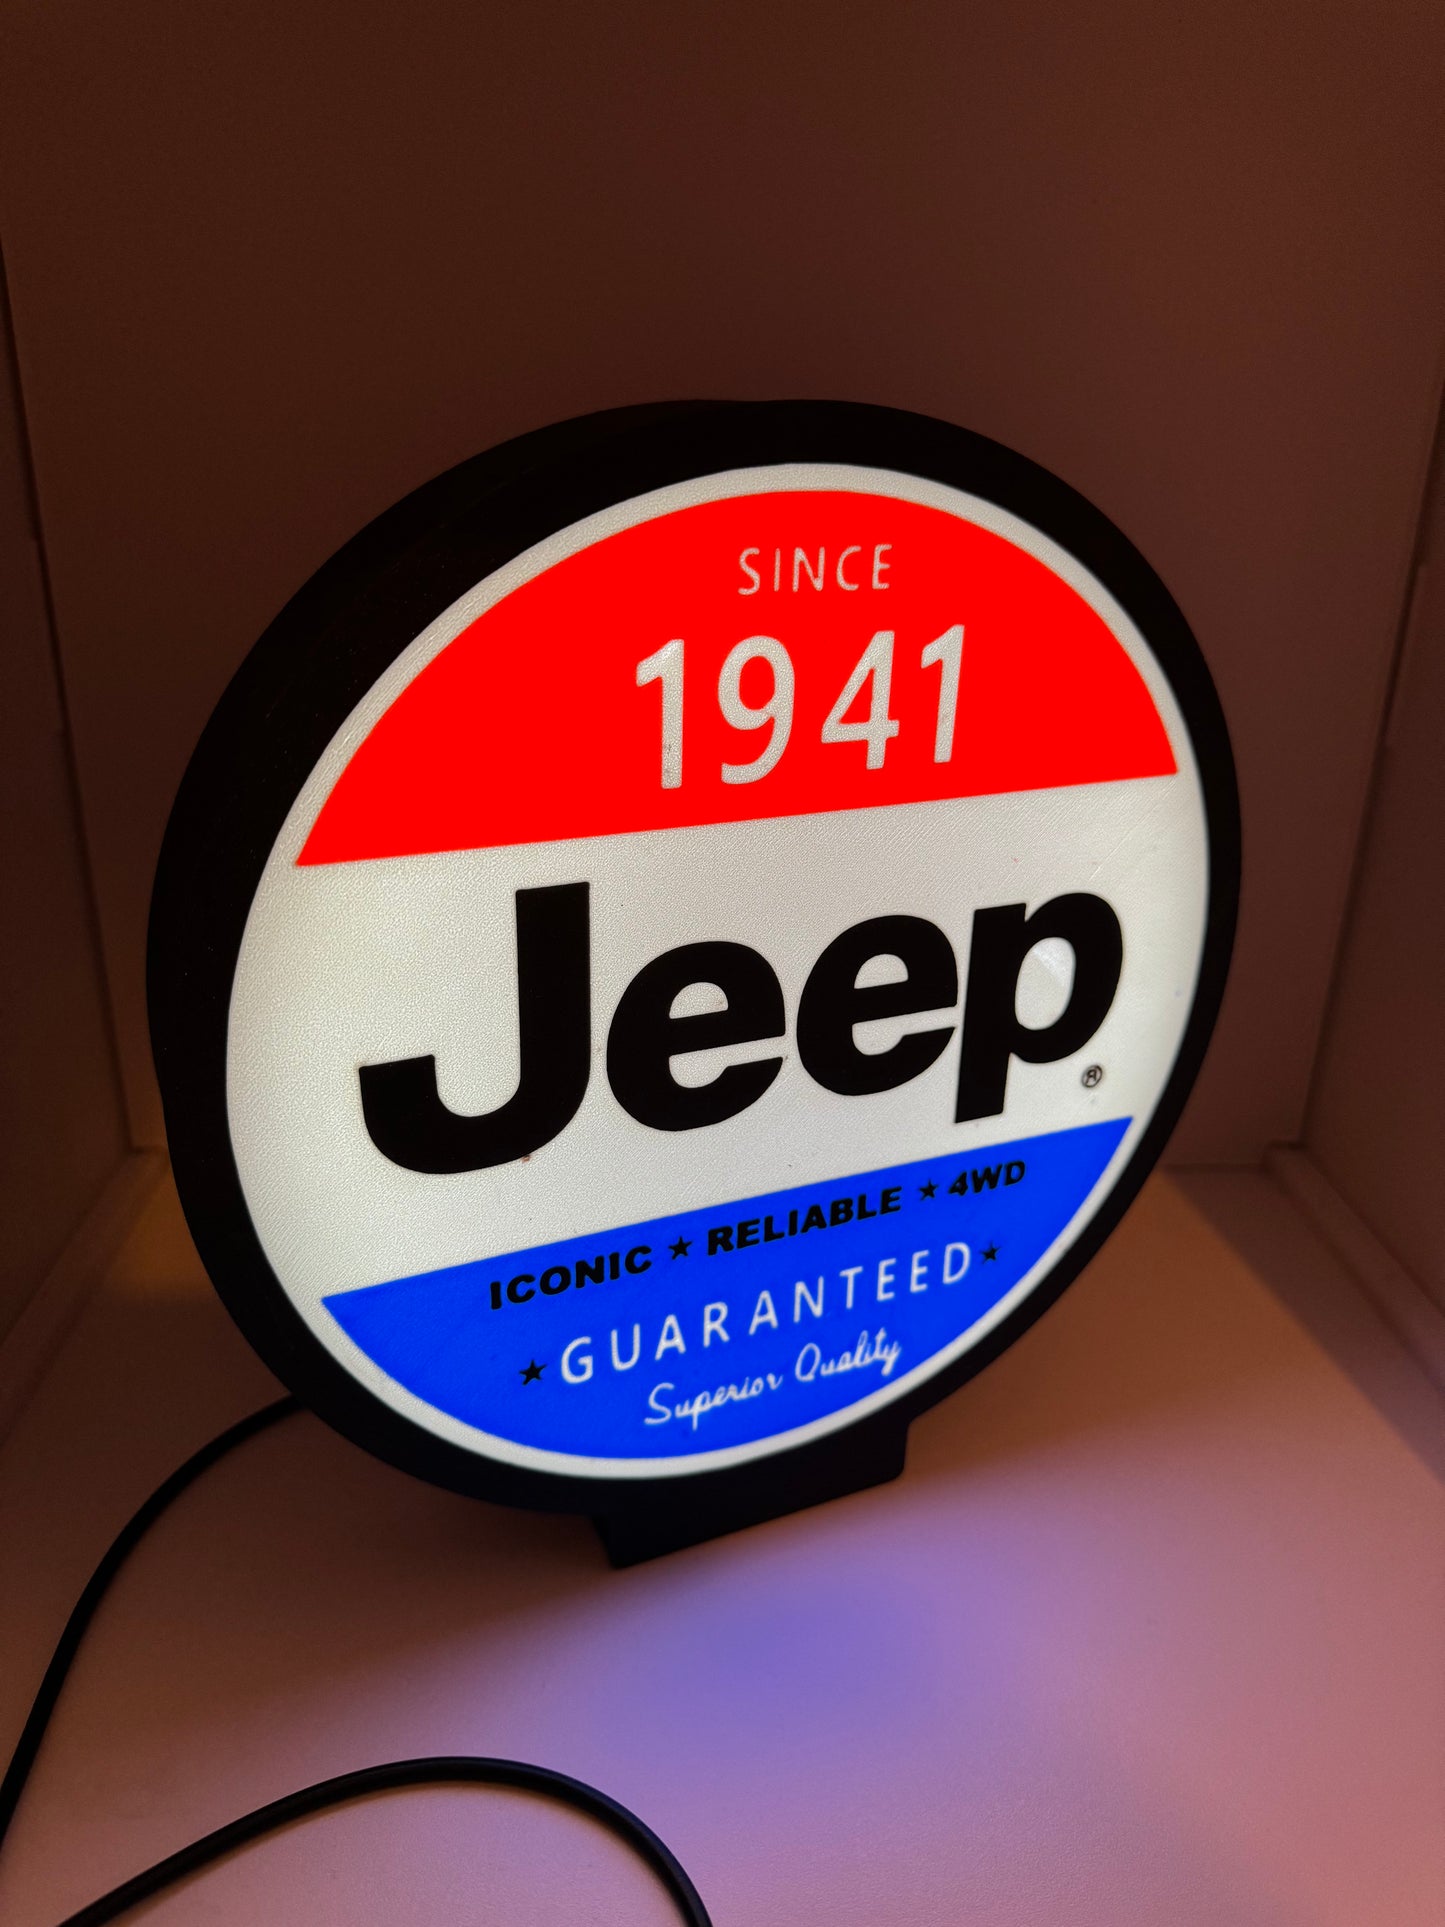 SINCE
1941
Jeep®
ICONIC ★ RELIABLE ★ 4WD
★ GUARANTEED ★
Superior Quality